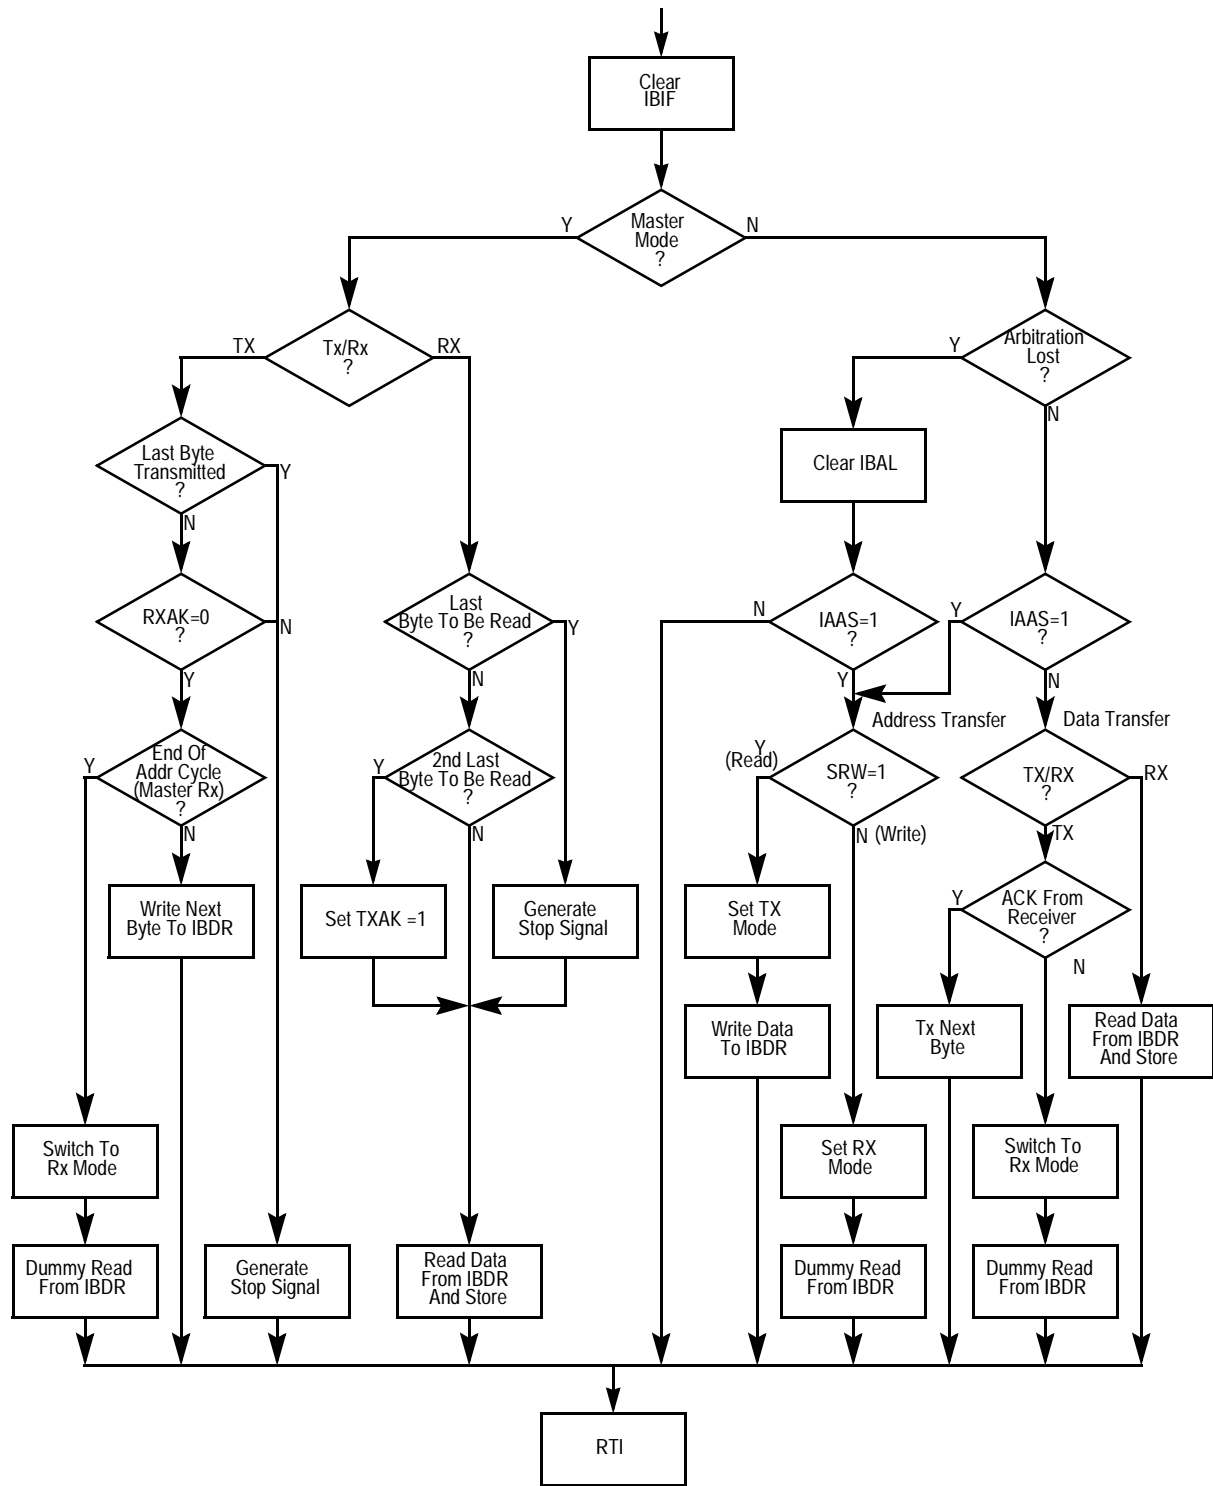 Clear
IBIF
Y
Master
Mode
?
N
TX
Tx/Rx
?
RX
Y
Arbitration
Lost
?
N
Last Byte
Transmitted
?
Y
N
Clear IBAL
RXAK=0
?
N
Y
Last
Byte To Be Read
?
Y
N
N
IAAS=1
?
Y
Y
IAAS=1
?
N
Address Transfer
Data Transfer
Y
End Of
Addr Cycle
(Master Rx)
?
N
Y
2nd Last
Byte To Be Read
?
N
Y
(Read)
SRW=1
?
N (Write)
TX/RX
?
RX
TX
Write Next
Byte To IBDR
Set TXAK =1
Generate
Stop Signal
Set TX
Mode
Y
ACK From
Receiver
?
N
Write Data
To IBDR
Tx Next
Byte
Read Data
From IBDR
And Store
Switch To
Rx Mode
Set RX
Mode
Switch To
Rx Mode
Dummy Read
From IBDR
Generate
Stop Signal
Read Data
From IBDR
And Store
Dummy Read
From IBDR
Dummy Read
From IBDR
RTI